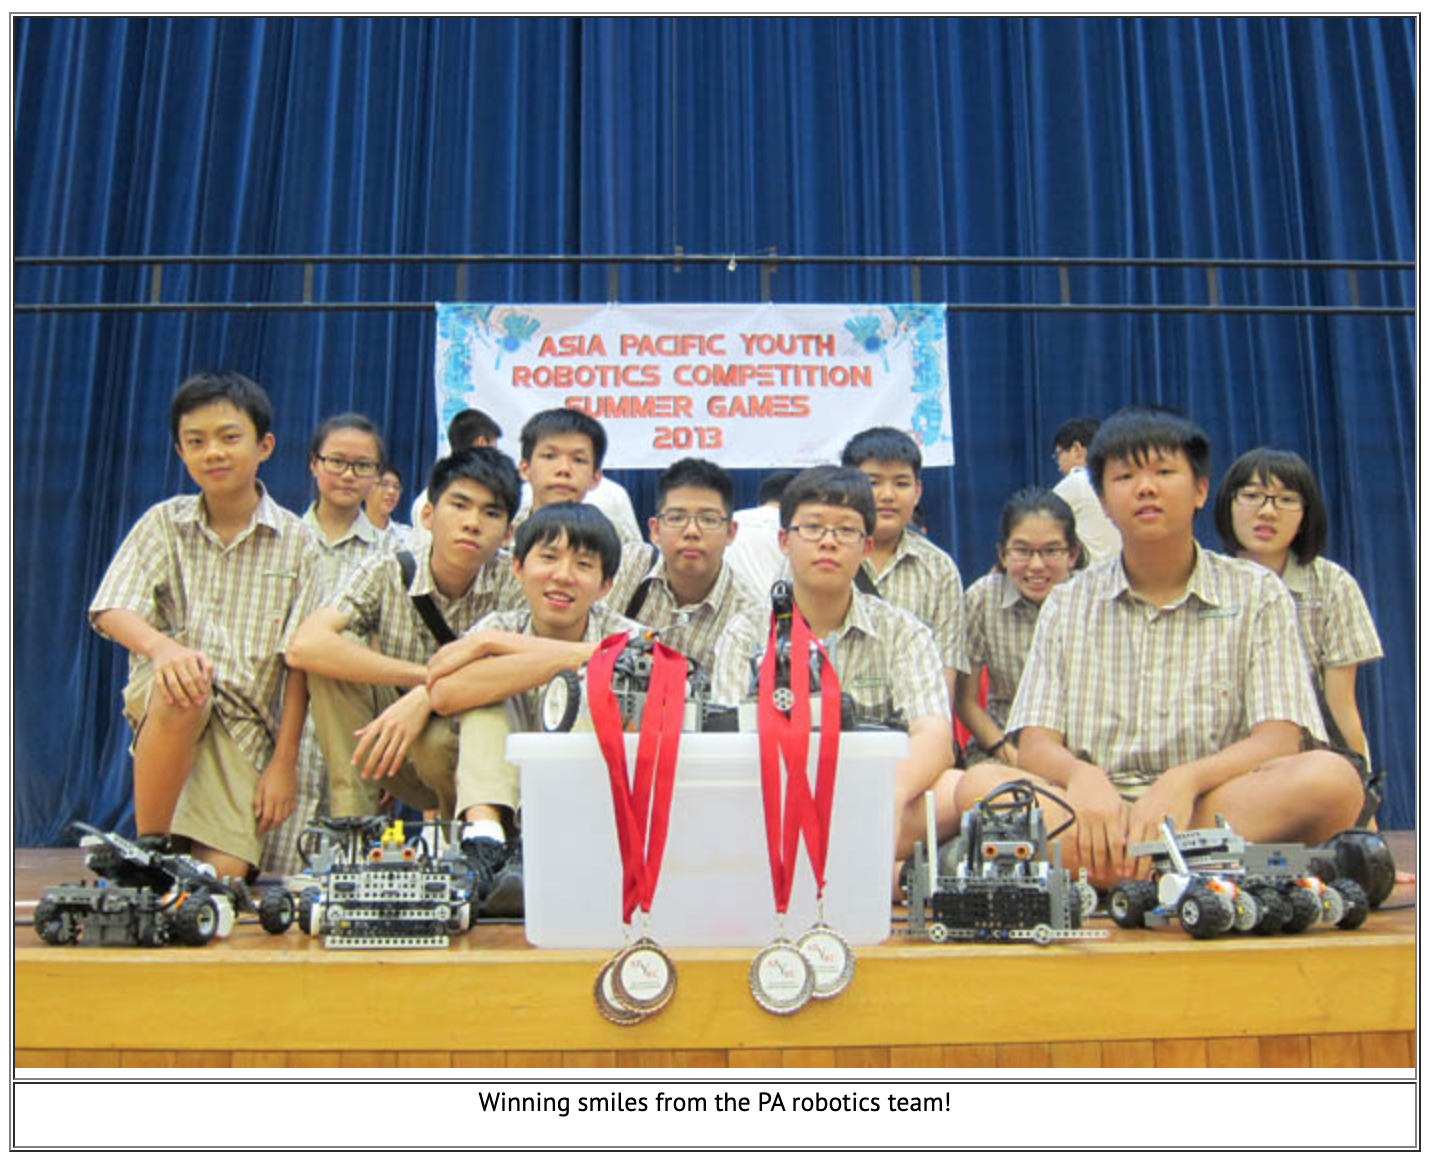 ASIA PACIFIC YOUTH
ROBOTICS COMPETITION
SUMMER GAMES
2013
Winning smiles from the PA robotics team!